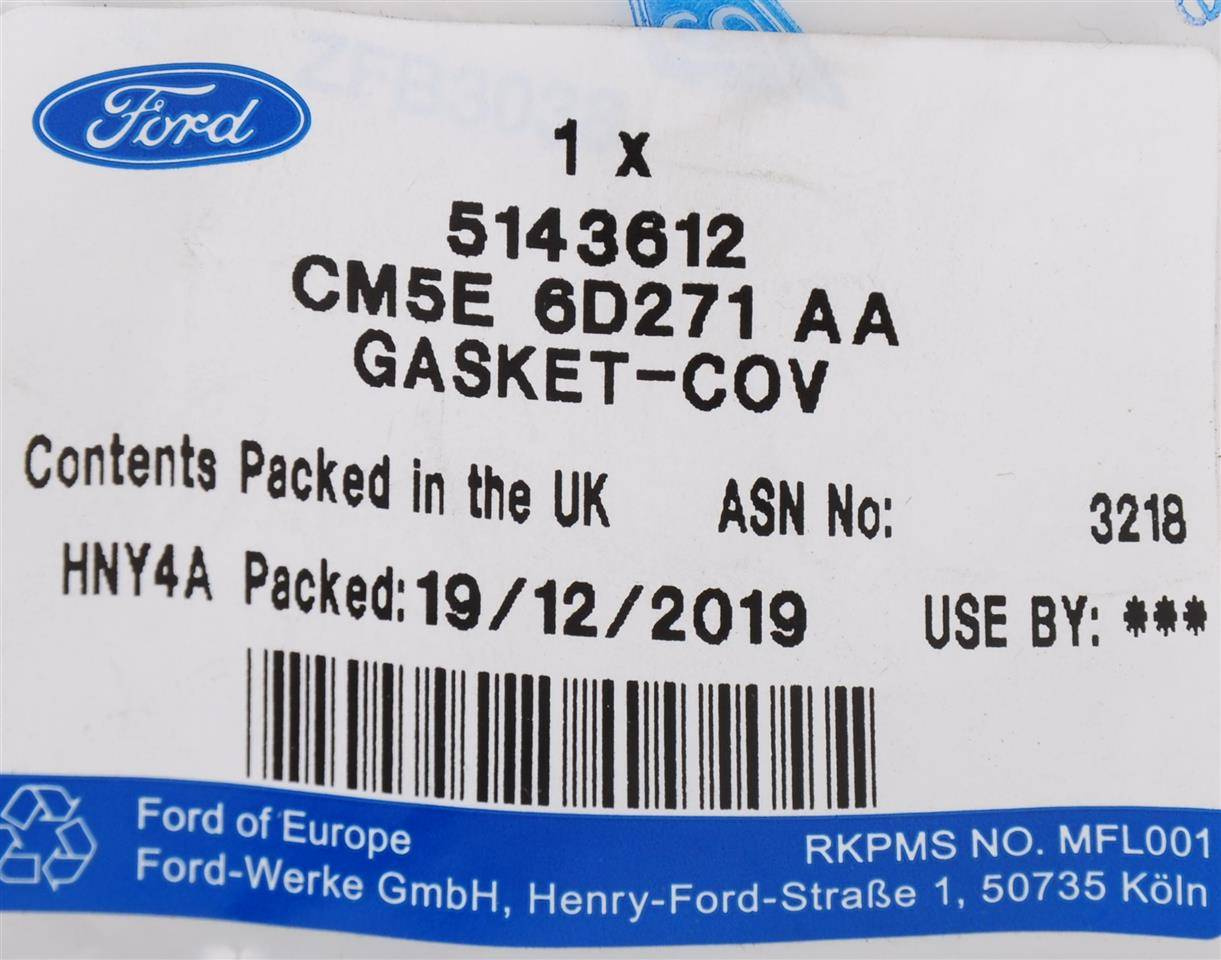 Ford
1 x
5143612
CM5E 6D271 AA
GASKET-COV
Contents Packed in the UK ASN No: 3218
HNY4A Packed: 19/12/2019 USE BY: ***
Ford of Europe
RKPMS NO. MFL001
Ford-Werke GmbH, Henry-Ford-Straße 1, 50735 Köln